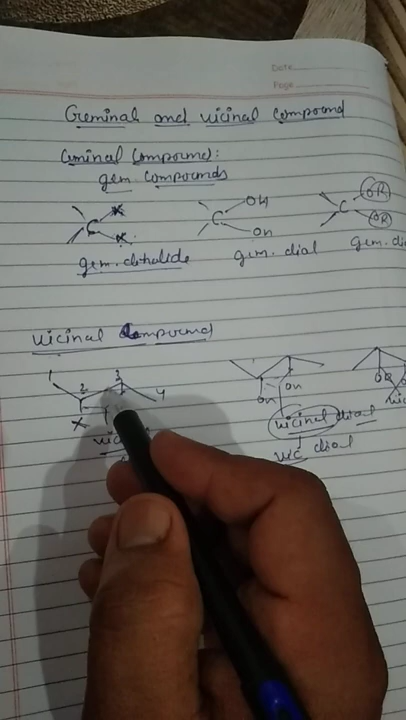 Date
Page
Geminal and vicinal compound
Geminal Compound:
gem. compounds
C X X
C OH OH
C OR OR
gem. dihalide gem. diol gem. di
vicinal Compound
1 2 3 4
X
OH OH
vicinal diol
vic diol